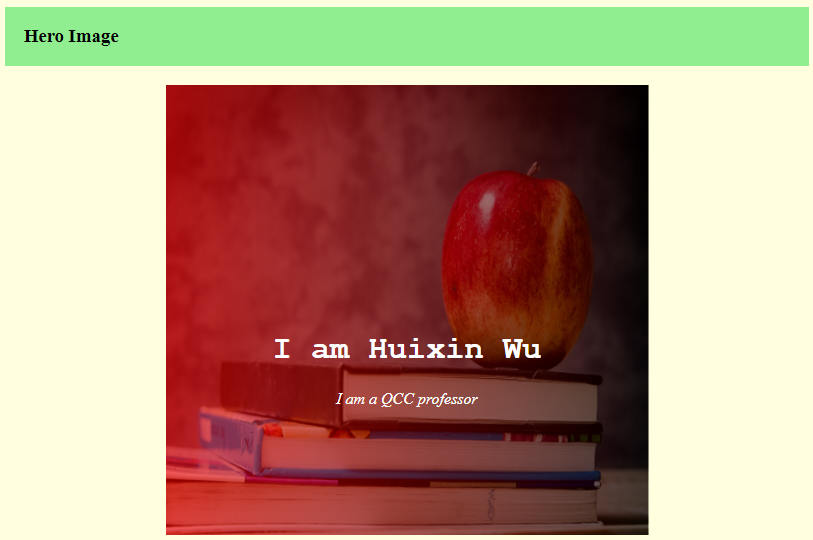 Hero Image
I am Huixin Wu
I am a QCC professor